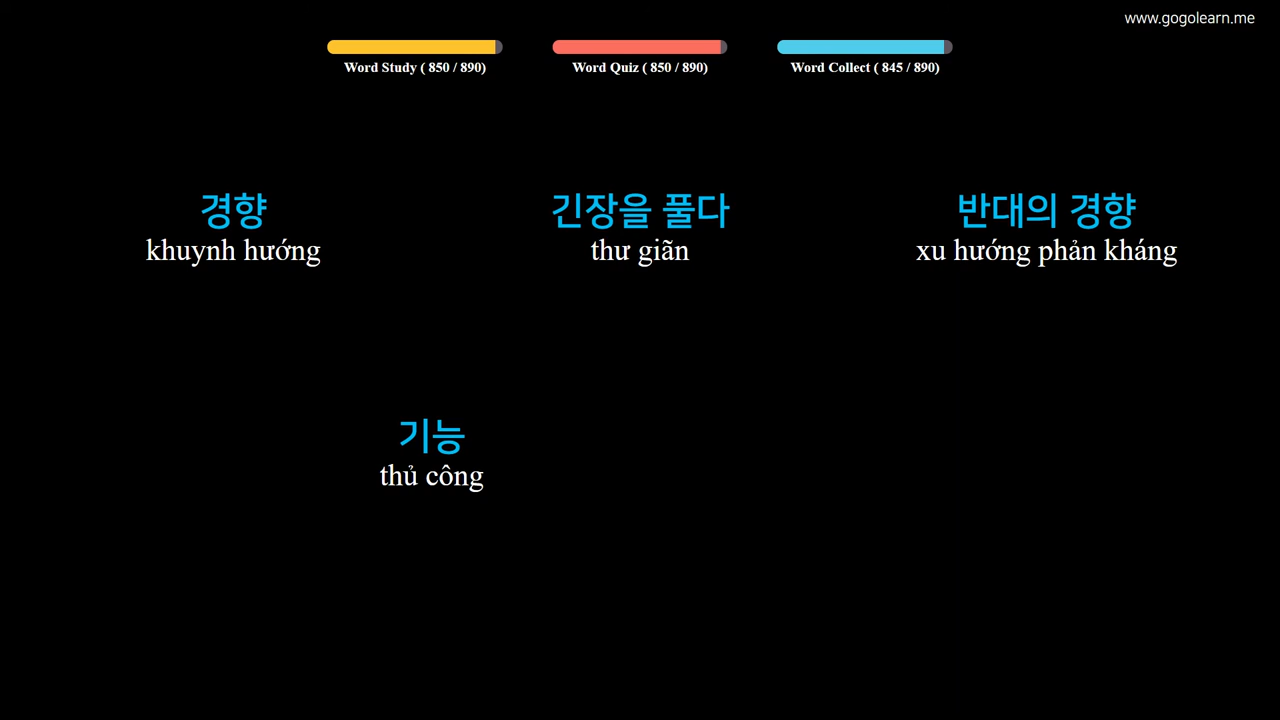 www.gogolearn.me
Word Study ( 850 / 890)
Word Quiz ( 850 / 890)
Word Collect ( 845 / 890)
경향
khuynh hướng
긴장을 풀다
thư giãn
반대의 경향
xu hướng phản kháng
기능
thủ công